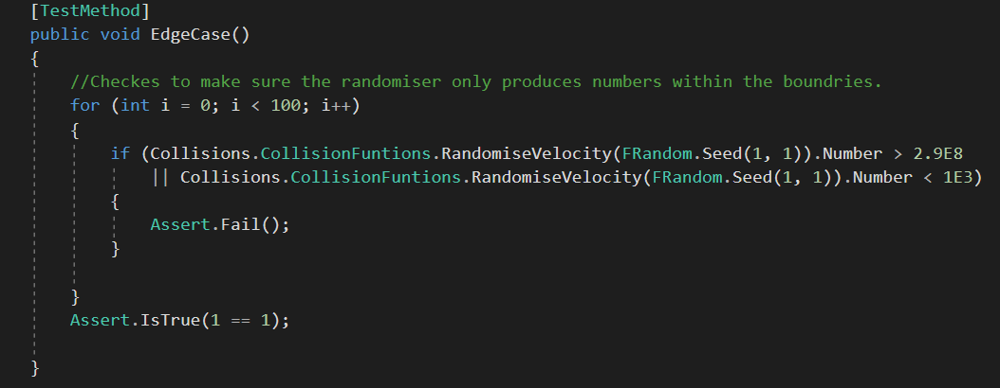 [TestMethod]
public void EdgeCase()
{
//Checkes to make sure the randomiser only produces numbers within the boundries.
for (int i = 0; i < 100; i++)
{
if (Collisions.CollisionFuntions.RandomiseVelocity(FRandom.Seed(1, 1)).Number > 2.9E8
|| Collisions.CollisionFuntions.RandomiseVelocity(FRandom.Seed(1, 1)).Number < 1E3)
{
Assert.Fail();
}
}
Assert.IsTrue(1 == 1);
}